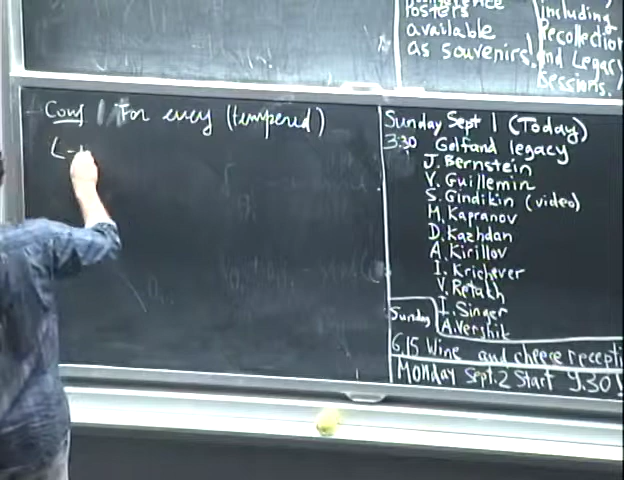 Conference
Posters
available
as souvenirs.
including
Recollection
and Legacy
Sessions.
Conj For every (tempered)
L-
Sunday Sept 1 (Today)
3:30 Gelfand legacy
J. Bernstein
V. Guillemin
S. Gindikin (video)
M. Kapranov
D. Kazhdan
A. Kirillov
I. Krichever
V. Retakh
I. Singer
A. Vershik
Sunday
6:15 Wine and cheese recepti
Monday Sept. 2 Start 9.30!